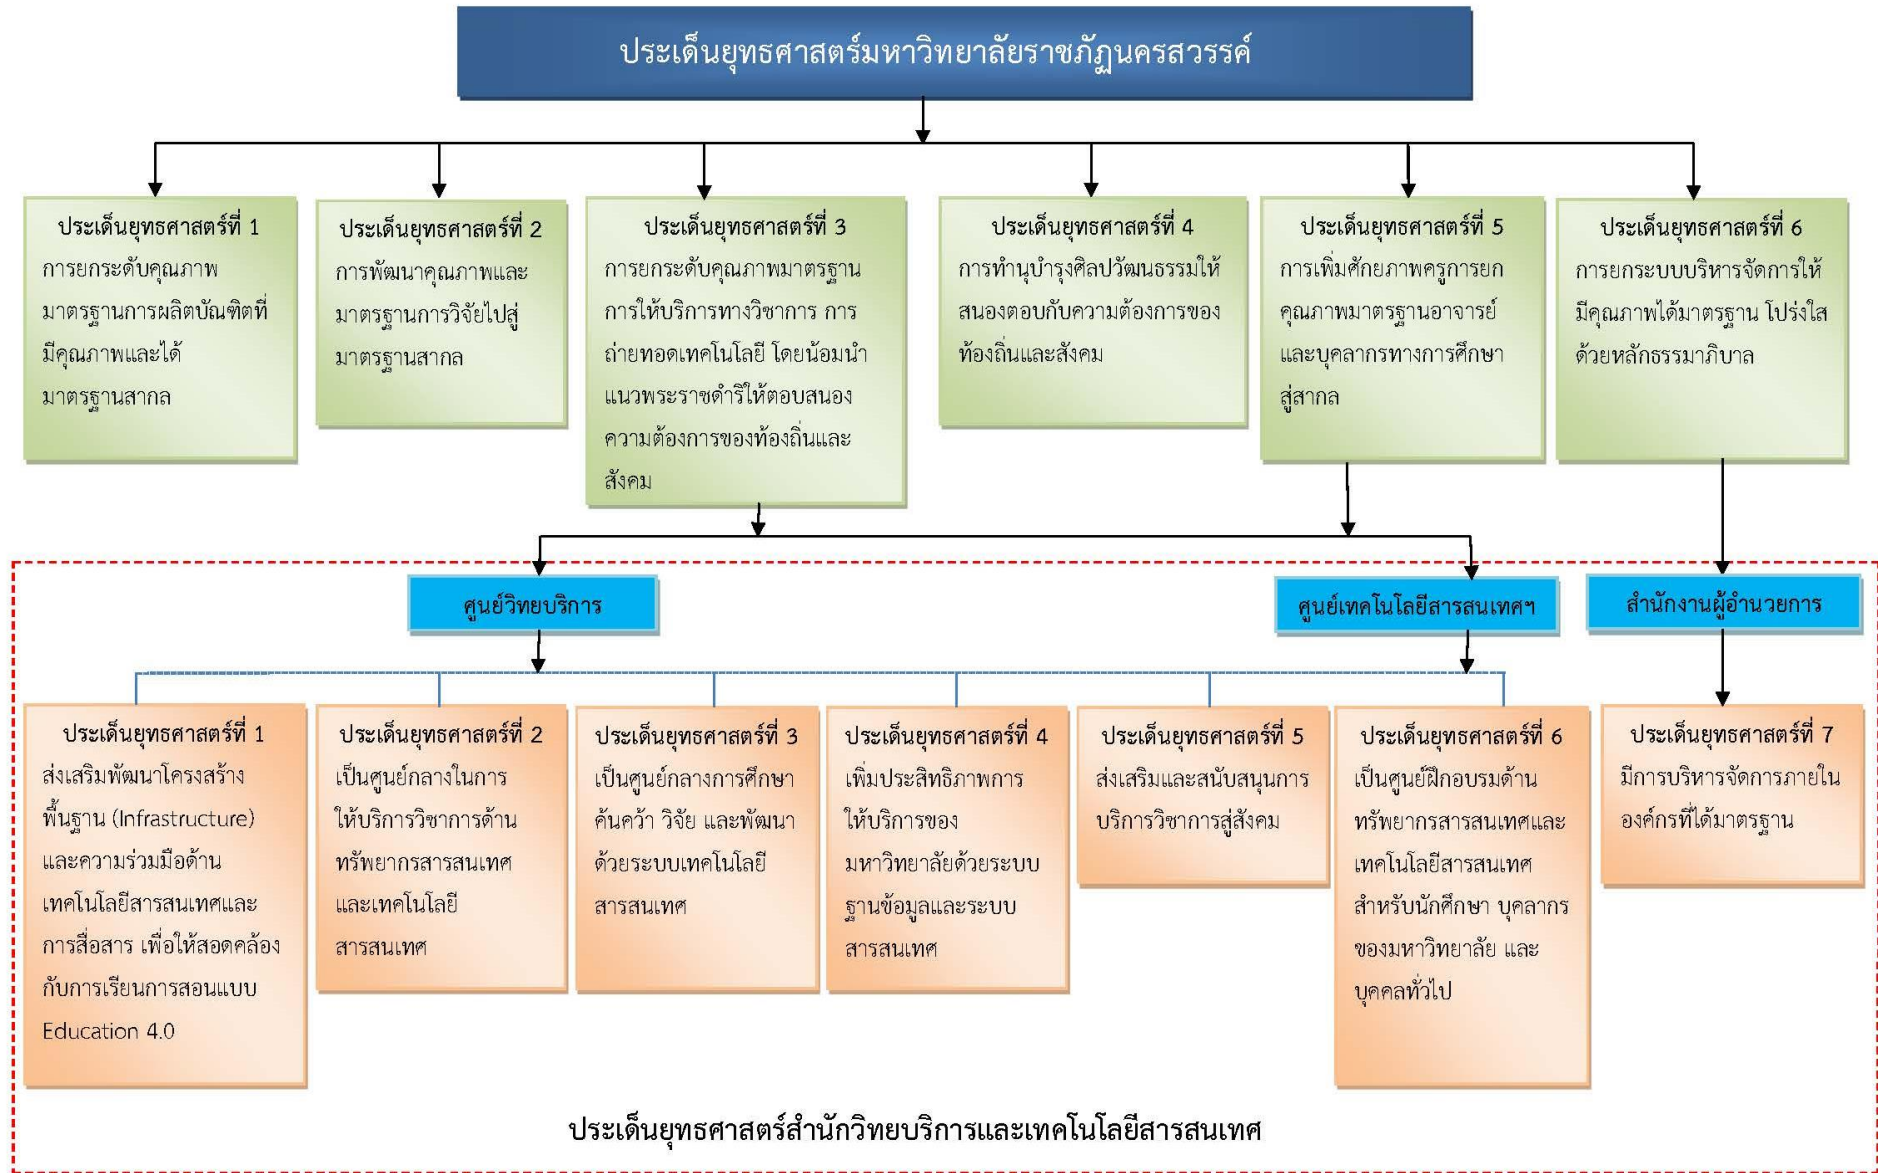 ประเด็นยุทธศาสตร์มหาวิทยาลัยราชภัฏนครสวรรค์
ประเด็นยุทธศาสตร์ที่ 1
การยกระดับคุณภาพ
มาตรฐานการผลิตบัณฑิตที่
มีคุณภาพและได้
มาตรฐานสากล
ประเด็นยุทธศาสตร์ที่ 2
การพัฒนาคุณภาพและ
มาตรฐานการวิจัยไปสู่
มาตรฐานสากล
ประเด็นยุทธศาสตร์ที่ 3
การยกระดับคุณภาพมาตรฐาน
การให้บริการทางวิชาการ การ
ถ่ายทอดเทคโนโลยี โดยน้อมนำ
แนวพระราชดำริให้ตอบสนอง
ความต้องการของท้องถิ่นและ
สังคม
ประเด็นยุทธศาสตร์ที่ 4
การทำนุบำรุงศิลปวัฒนธรรมให้
สนองตอบกับความต้องการของ
ท้องถิ่นและสังคม
ประเด็นยุทธศาสตร์ที่ 5
การเพิ่มศักยภาพครูการยก
คุณภาพมาตรฐานอาจารย์
และบุคลากรทางการศึกษา
สู่สากล
ประเด็นยุทธศาสตร์ที่ 6
การยกระบบบริหารจัดการให้
มีคุณภาพได้มาตรฐาน โปร่งใส
ด้วยหลักธรรมาภิบาล
ศูนย์วิทยบริการ
ศูนย์เทคโนโลยีสารสนเทศฯ
สำนักงานผู้อำนวยการ
ประเด็นยุทธศาสตร์ที่ 1
ส่งเสริมพัฒนาโครงสร้าง
พื้นฐาน (Infrastructure)
และความร่วมมือด้าน
เทคโนโลยีสารสนเทศและ
การสื่อสาร เพื่อให้สอดคล้อง
กับการเรียนการสอนแบบ
Education 4.0
ประเด็นยุทธศาสตร์ที่ 2
เป็นศูนย์กลางในการ
ให้บริการวิชาการด้าน
ทรัพยากรสารสนเทศ
และเทคโนโลยี
สารสนเทศ
ประเด็นยุทธศาสตร์ที่ 3
เป็นศูนย์กลางการศึกษา
ค้นคว้า วิจัย และพัฒนา
ด้วยระบบเทคโนโลยี
สารสนเทศ
ประเด็นยุทธศาสตร์ที่ 4
เพิ่มประสิทธิภาพการ
ให้บริการของ
มหาวิทยาลัยด้วยระบบ
ฐานข้อมูลและระบบ
สารสนเทศ
ประเด็นยุทธศาสตร์ที่ 5
ส่งเสริมและสนับสนุนการ
บริการวิชาการสู่สังคม
ประเด็นยุทธศาสตร์ที่ 6
เป็นศูนย์ฝึกอบรมด้าน
ทรัพยากรสารสนเทศและ
เทคโนโลยีสารสนเทศ
สำหรับนักศึกษา บุคลากร
ของมหาวิทยาลัย และ
บุคคลทั่วไป
ประเด็นยุทธศาสตร์ที่ 7
มีการบริหารจัดการภายใน
องค์กรที่ได้มาตรฐาน
ประเด็นยุทธศาสตร์สำนักวิทยบริการและเทคโนโลยีสารสนเทศ